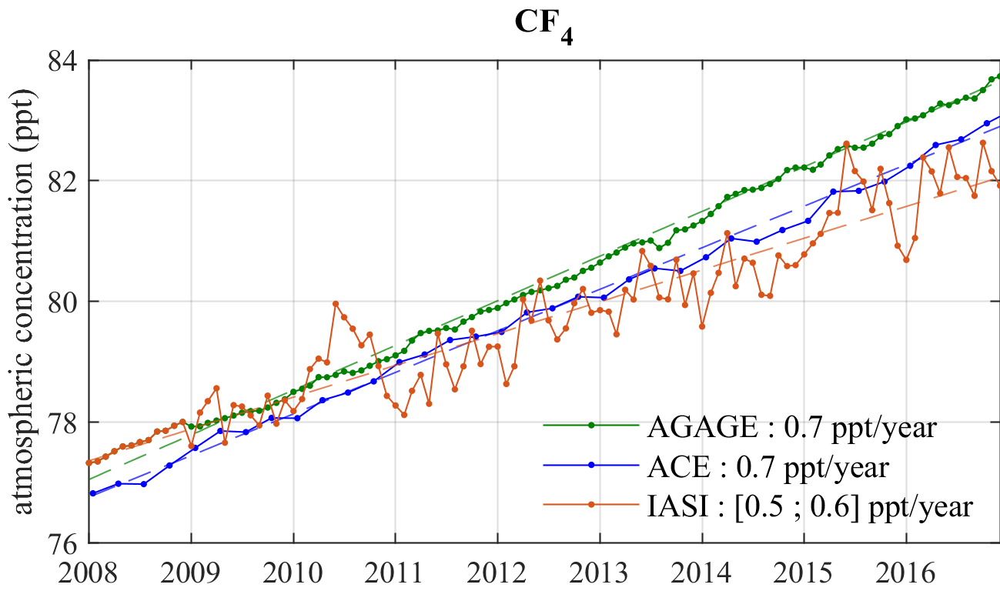 CF4
atmospheric concentration (ppt)
84
82
80
78
76
AGAGE : 0.7 ppt/year
ACE : 0.7 ppt/year
IASI : [0.5 ; 0.6] ppt/year
2008 2009 2010 2011 2012 2013 2014 2015 2016